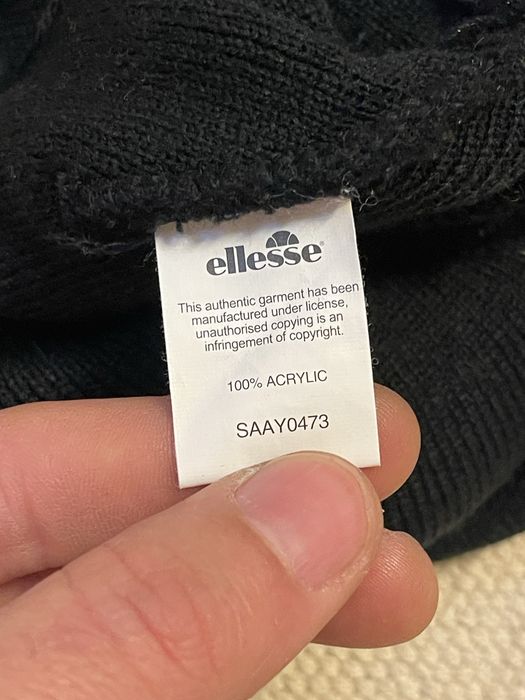 ellesse®
This authentic garment has been
manufactured under license,
unauthorised copying is an
infringement of copyright.
100% ACRYLIC
SAAY0473